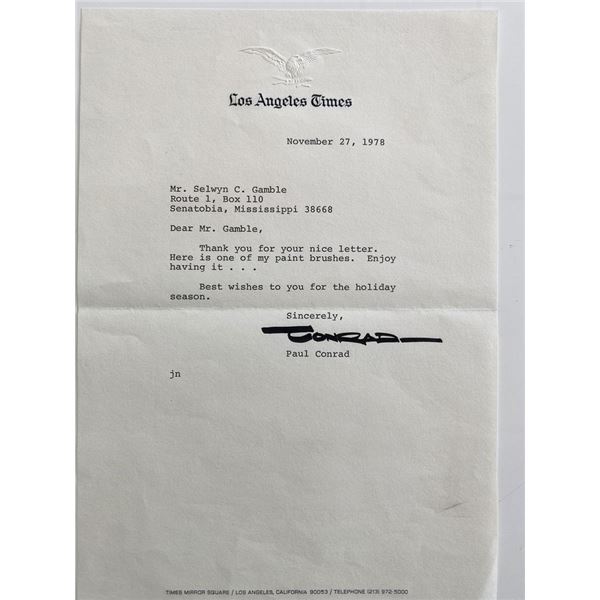 Los Angeles Times
November 27, 1978
Mr. Selwyn C. Gamble
Route 1, Box 110
Senatobia, Mississippi 38668
Dear Mr. Gamble,
Thank you for your nice letter.
Here is one of my paint brushes. Enjoy
having it . . .
Best wishes to you for the holiday
season.
Sincerely,
CONRAD
Paul Conrad
jn
TIMES MIRROR SQUARE / LOS ANGELES, CALIFORNIA 90053 / TELEPHONE (213) 972-5000